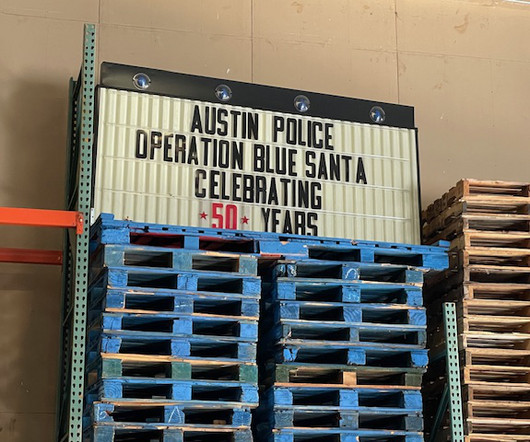 AUSTIN POLICE
OPERATION BLUE SANTA
CELEBRATING
★50★ YEARS